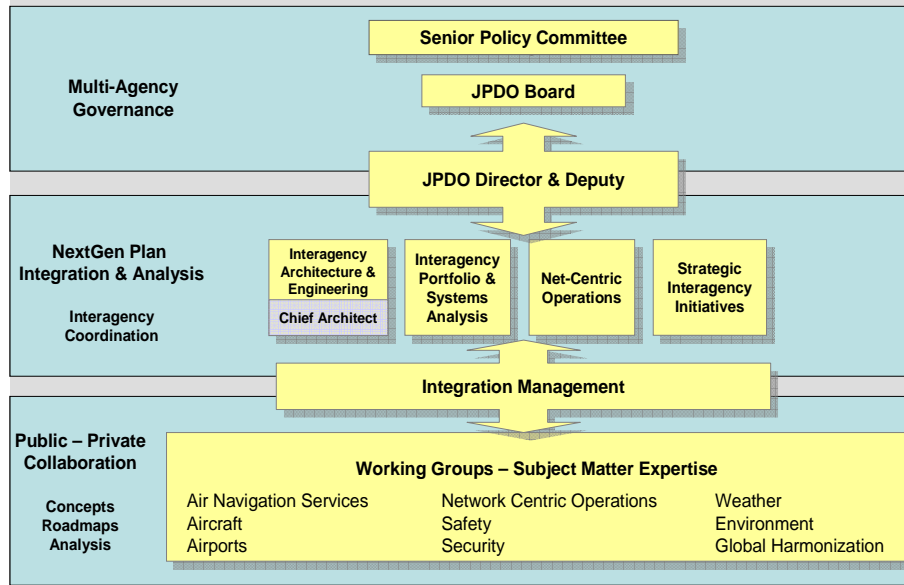 Senior Policy Committee
Multi-Agency
Governance
JPDO Board
JPDO Director & Deputy
NextGen Plan
Integration & Analysis
Interagency
Coordination
Interagency
Architecture &
Engineering
Chief Architect
Interagency
Portfolio &
Systems
Analysis
Net-Centric
Operations
Strategic
Interagency
Initiatives
Integration Management
Public – Private
Collaboration
Concepts
Roadmaps
Analysis
Working Groups – Subject Matter Expertise
Air Navigation Services
Aircraft
Airports
Network Centric Operations
Safety
Security
Weather
Environment
Global Harmonization